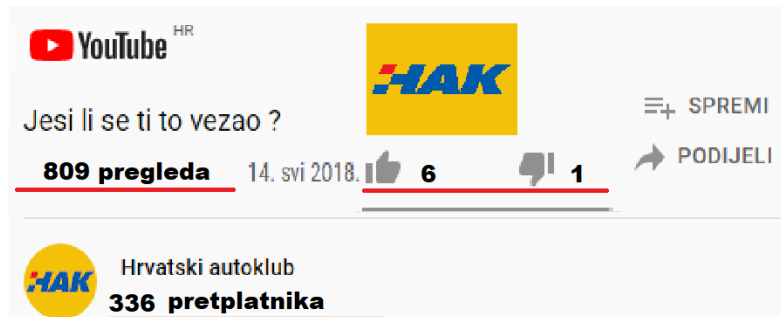 YouTube HR
HAK
Jesi li se ti to vezao ?
SPREMI
809 pregleda 14. svi 2018. 6 1
PODIJELI
HAK
Hrvatski autoklub
336 pretplatnika